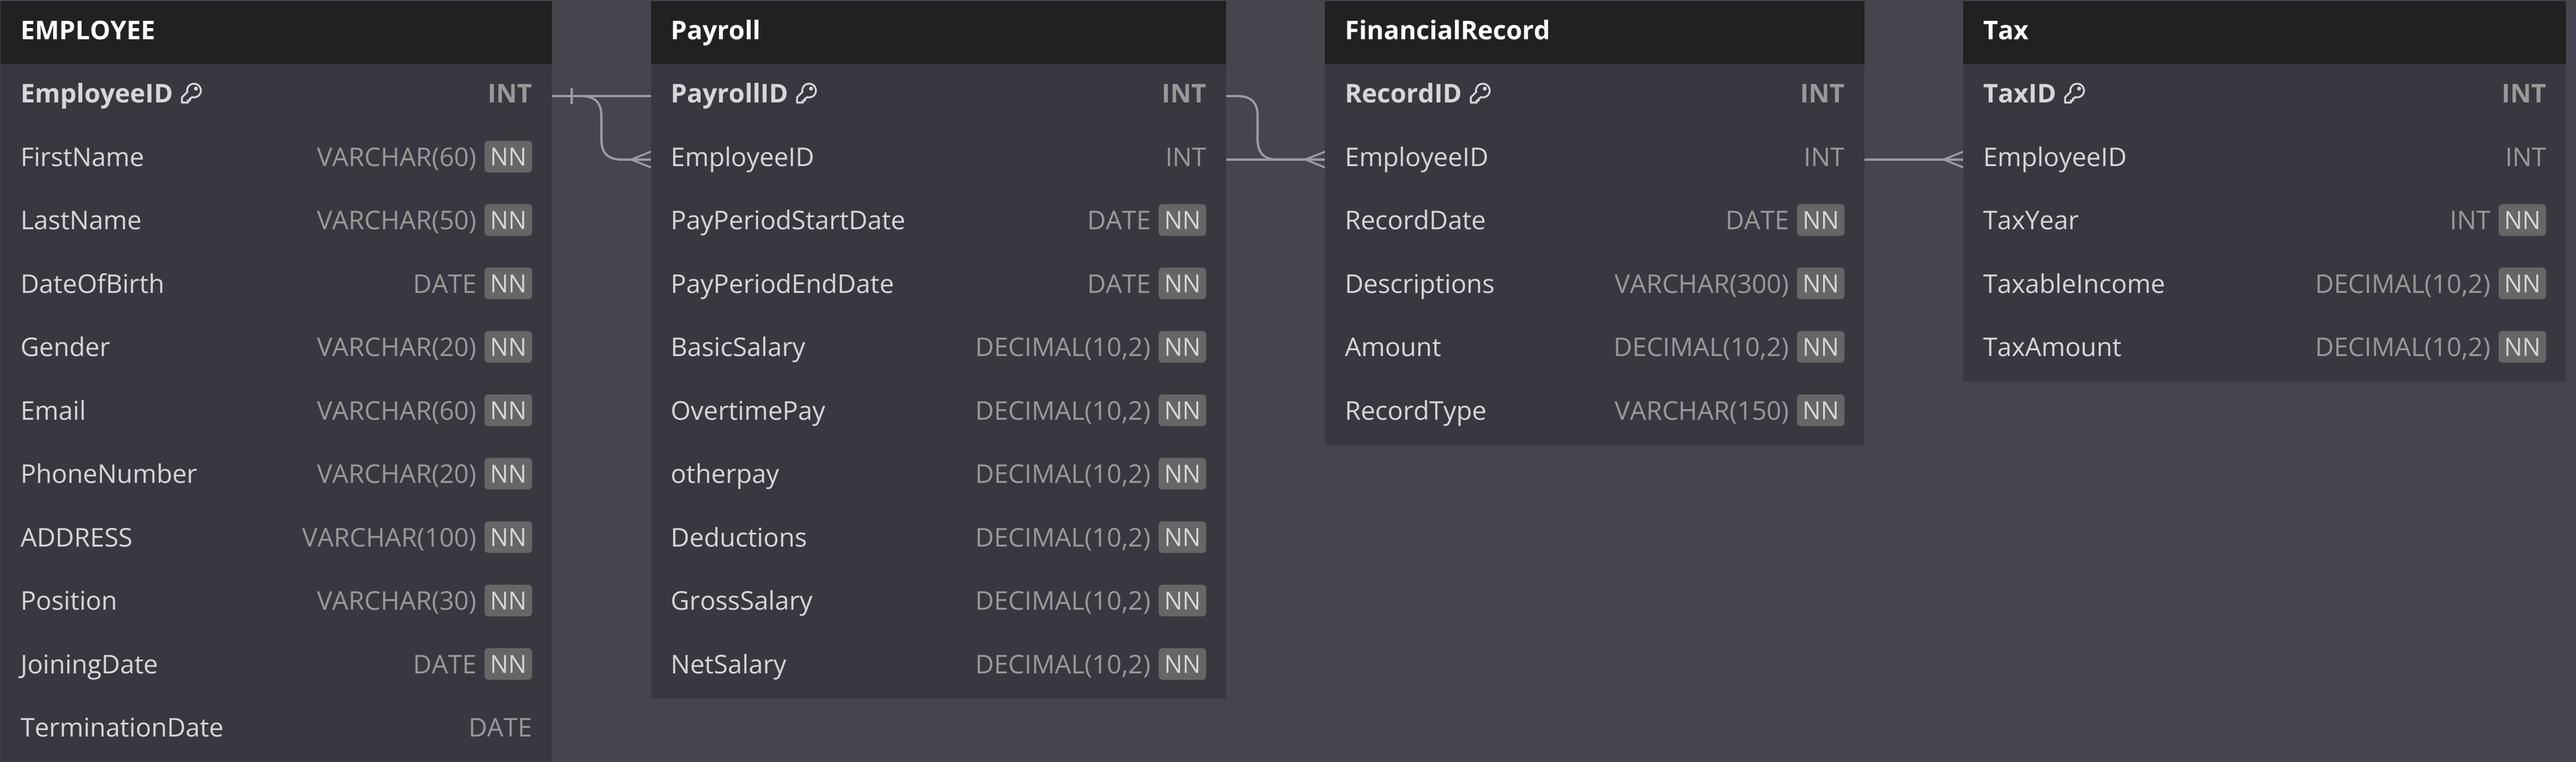 EMPLOYEE
EmployeeID INT
FirstName VARCHAR(60) NN
LastName VARCHAR(50) NN
DateOfBirth DATE NN
Gender VARCHAR(20) NN
Email VARCHAR(60) NN
PhoneNumber VARCHAR(20) NN
ADDRESS VARCHAR(100) NN
Position VARCHAR(30) NN
JoiningDate DATE NN
TerminationDate DATE
Payroll
PayrollID INT
EmployeeID INT
PayPeriodStartDate DATE NN
PayPeriodEndDate DATE NN
BasicSalary DECIMAL(10,2) NN
OvertimePay DECIMAL(10,2) NN
otherpay DECIMAL(10,2) NN
Deductions DECIMAL(10,2) NN
GrossSalary DECIMAL(10,2) NN
NetSalary DECIMAL(10,2) NN
FinancialRecord
RecordID INT
EmployeeID INT
RecordDate DATE NN
Descriptions VARCHAR(300) NN
Amount DECIMAL(10,2) NN
RecordType VARCHAR(150) NN
Tax
TaxID INT
EmployeeID INT
TaxYear INT NN
TaxableIncome DECIMAL(10,2) NN
TaxAmount DECIMAL(10,2) NN